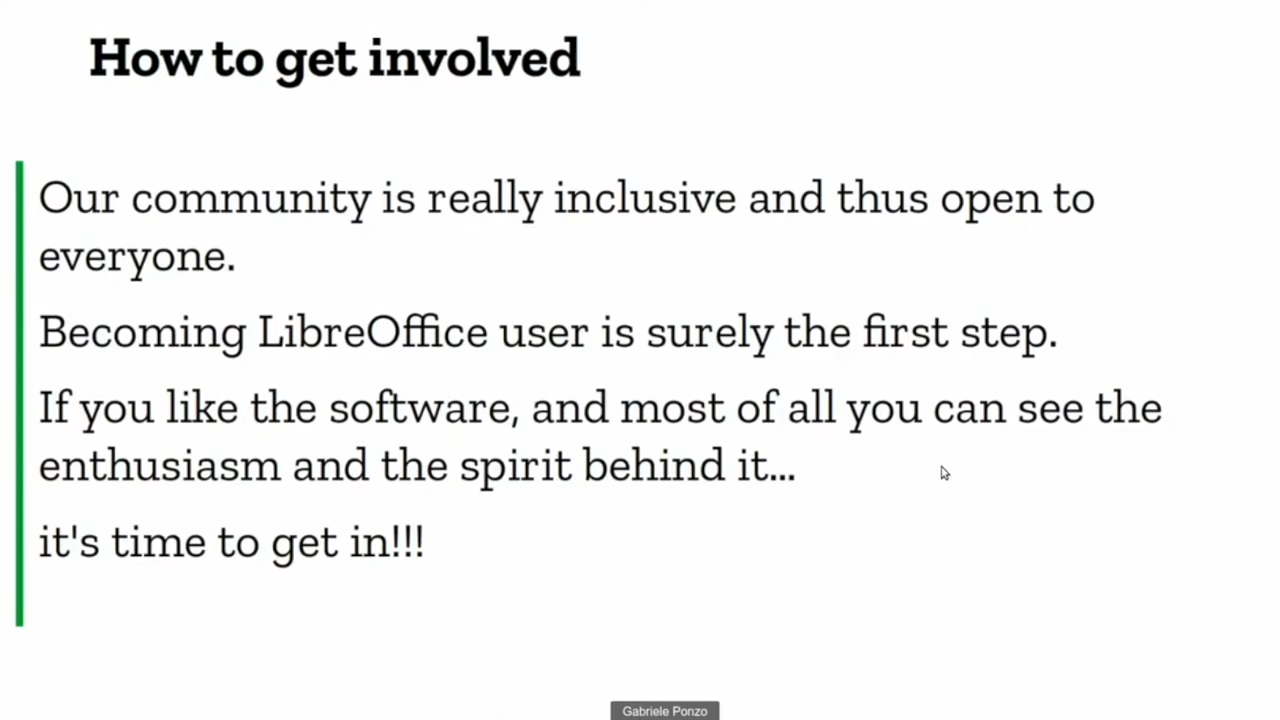 How to get involved
Our community is really inclusive and thus open to
everyone.
Becoming LibreOffice user is surely the first step.
If you like the software, and most of all you can see the
enthusiasm and the spirit behind it...
it's time to get in!!!
Gabriele Ponzo